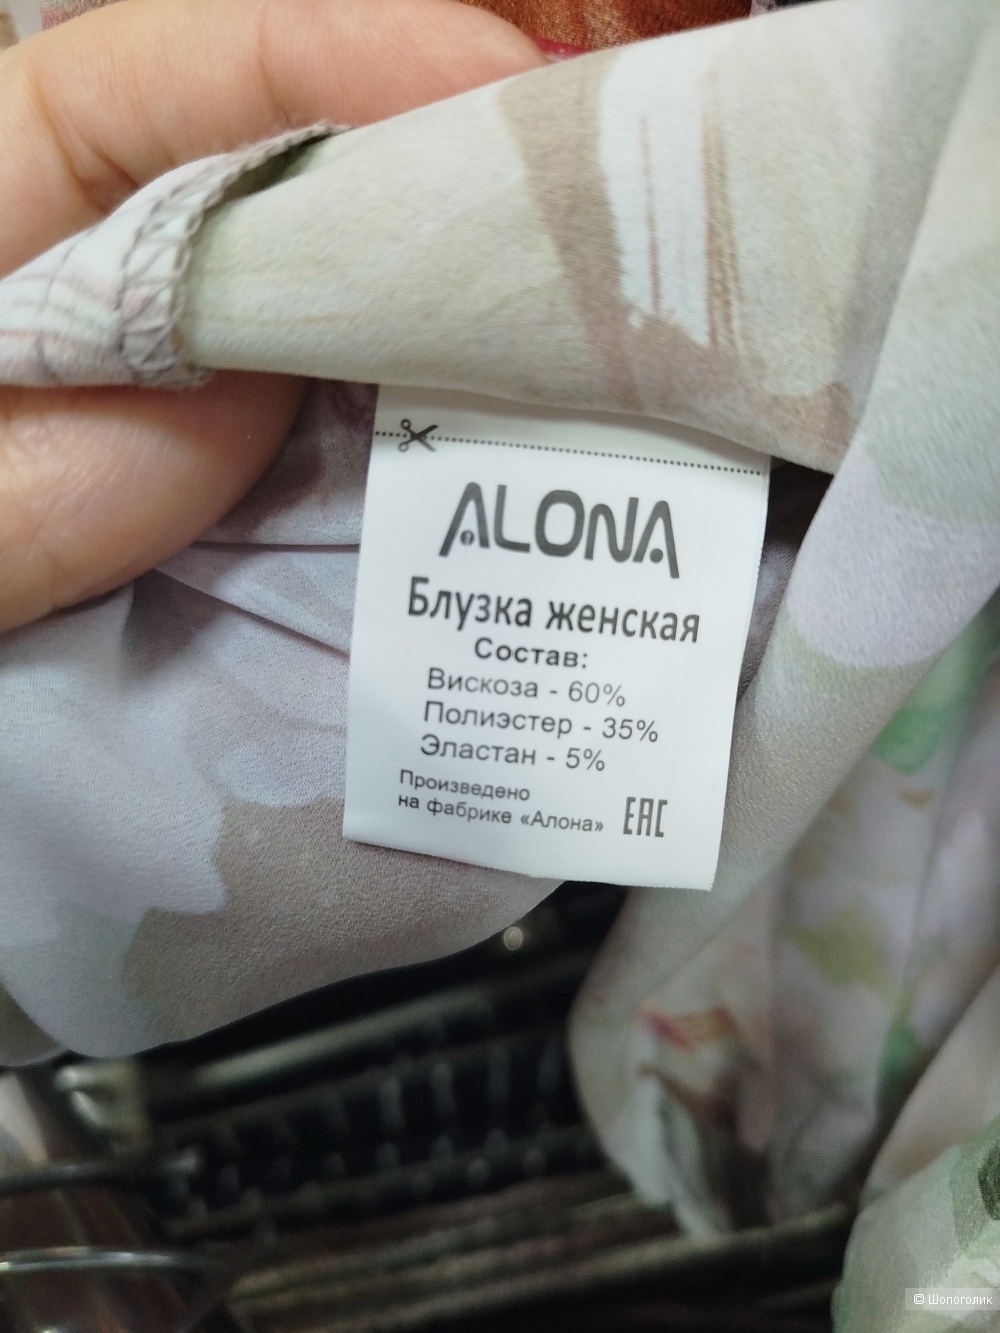 ALONA
Блузка женская
Состав:
Вискоза - 60%
Полиэстер - 35%
Эластан - 5%
Произведено
на фабрике «Алона»
EAC
© Шопоголик